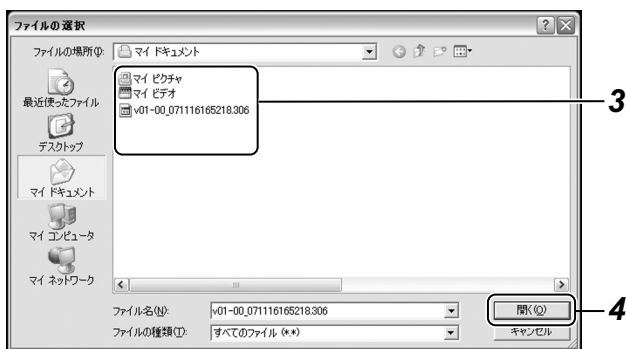 ファイルの選択
ファイルの場所(I):
マイ ドキュメント
最近使ったファイル
デスクトップ
マイ ドキュメント
マイ コンピュータ
マイ ネットワーク
マイ ピクチャ
マイ ビデオ
v01-00_071116165218.306
3
ファイル名(N):
v01-00_071116165218.306
開く(O)
4
ファイルの種類(T):
すべてのファイル (*.*)
キャンセル